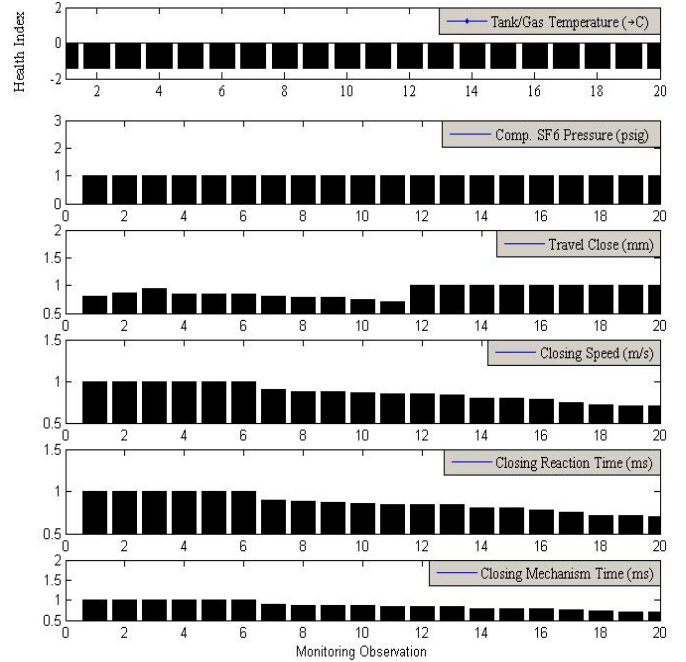 Health Index
2
0
-2
Tank/Gas Temperature (→C)
2 4 6 8 10 12 14 16 18 20
3
2
1
0
Comp. SF6 Pressure (psig)
0 2 4 6 8 10 12 14 16 18 20
2
1.5
1
0.5
Travel Close (mm)
0 2 4 6 8 10 12 14 16 18 20
1.5
1
0.5
Closing Speed (m/s)
0 2 4 6 8 10 12 14 16 18 20
1.5
1
0.5
Closing Reaction Time (ms)
0 2 4 6 8 10 12 14 16 18 20
2
1.5
1
0.5
Closing Mechanism Time (ms)
0 2 4 6 8 10 12 14 16 18 20
Monitoring Observation